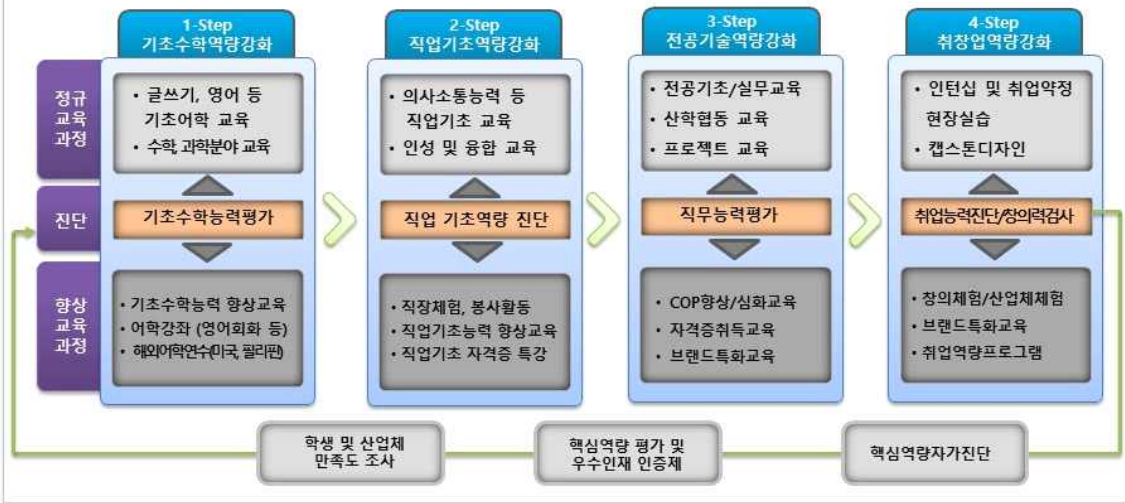 1-Step
기초수학역량강화
2-Step
직업기초역량강화
3-Step
전공기술역량강화
4-Step
취창업역량강화
정규
교육
과정
• 글쓰기, 영어 등
기초어학 교육
• 수학, 과학분야 교육
• 의사소통능력 등
직업기초 교육
• 인성 및 융합 교육
• 전공기초/실무교육
• 산학협동 교육
• 프로젝트 교육
• 인턴십 및 취업약정
현장실습
• 캡스톤디자인
진단
기초수학능력평가
직업 기초역량 진단
직무능력평가
취업능력진단/창의력검사
향상
교육
과정
• 기초수학능력 향상교육
• 어학강좌 (영어회화 등)
• 해외어학연수(미국, 필리핀)
• 직장체험, 봉사활동
• 직업기초능력 향상교육
• 직업기초 자격증 특강
• COP향상/심화교육
• 자격증취득교육
• 브랜드특화교육
• 창의체험/산업체체험
• 브랜드특화교육
• 취업역량프로그램
학생 및 산업체
만족도 조사
핵심역량 평가 및
우수인재 인증제
핵심역량자가진단